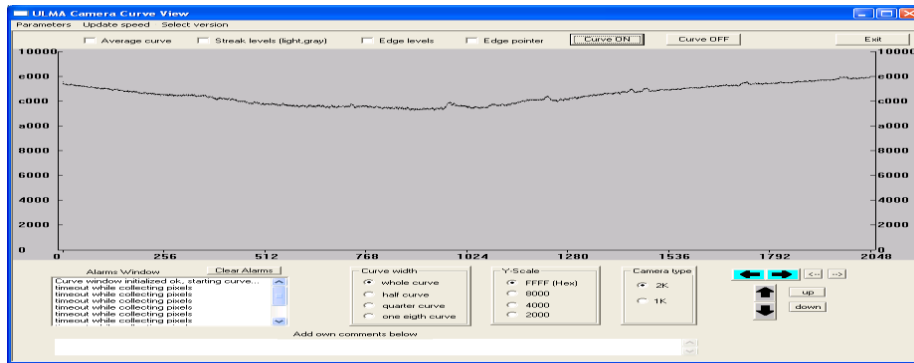 ULMA Camera Curve View
Parameters Update speed Select version
Average curve Streak levels (light,gray) Edge levels Edge pointer Curve ON Curve OFF Exit
10000 10000
e000 e000
c000 c000
a000 a000
8000 8000
6000 6000
4000 4000
2000 2000
0 0
0 256 512 768 1024 1280 1536 1792 2048
Alarms Window Clear Alarms
Curve window initialized ok, starting curve...
timeout while collecting pixels
timeout while collecting pixels
timeout while collecting pixels
timeout while collecting pixels
timeout while collecting pixels
Curve width
whole curve
half curve
quarter curve
one eigth curve
Y-Scale
FFFF (Hex)
8000
4000
2000
Camera type
2K
1K
<-- -->
up
down
Add own comments below